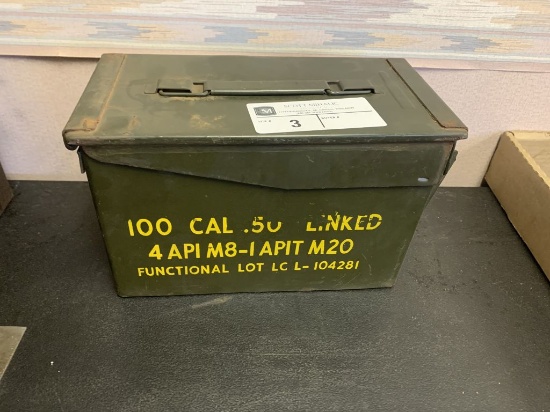 3
100 CAL .50 LINKED
4 API M8-1 APIT M20
FUNCTIONAL LOT LC L-104281